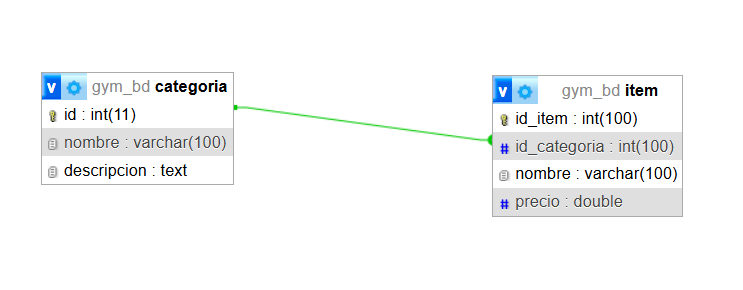 v gym_bd categoria
id : int(11)
nombre : varchar(100)
descripcion : text
v gym_bd item
id_item : int(100)
# id_categoria : int(100)
nombre : varchar(100)
# precio : double